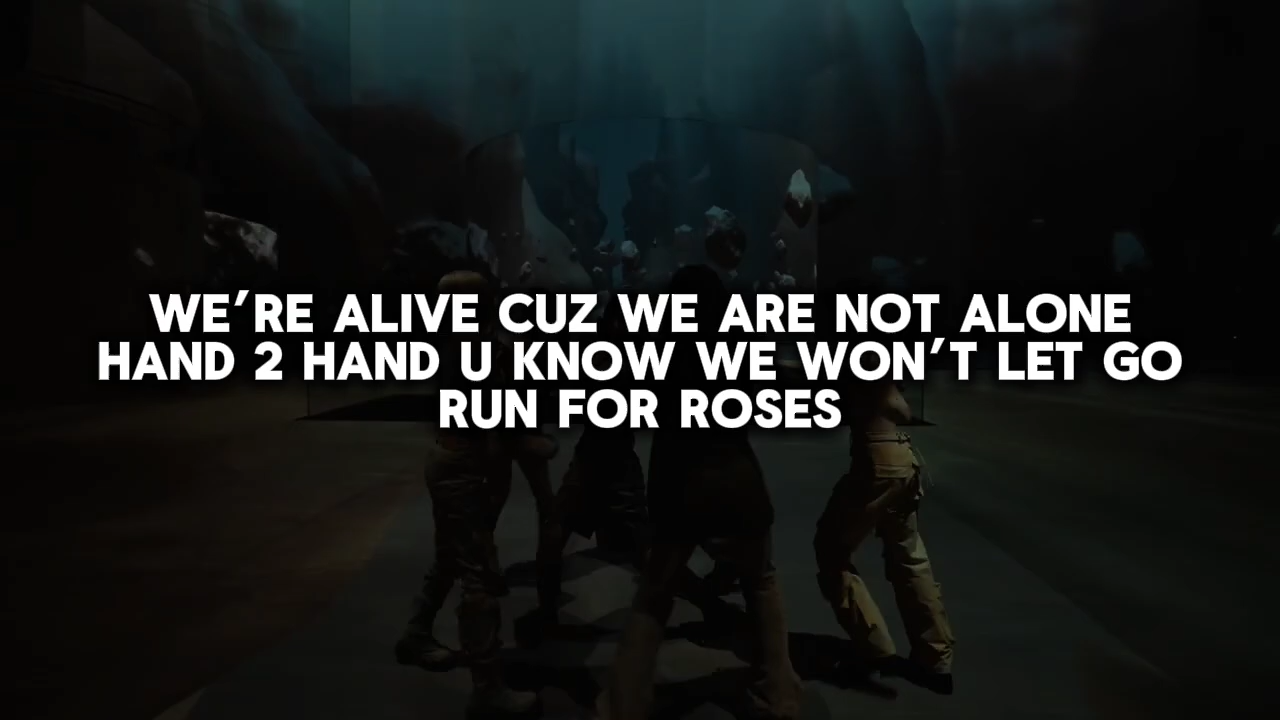 WE'RE ALIVE CUZ WE ARE NOT ALONE
HAND 2 HAND U KNOW WE WON'T LET GO
RUN FOR ROSES